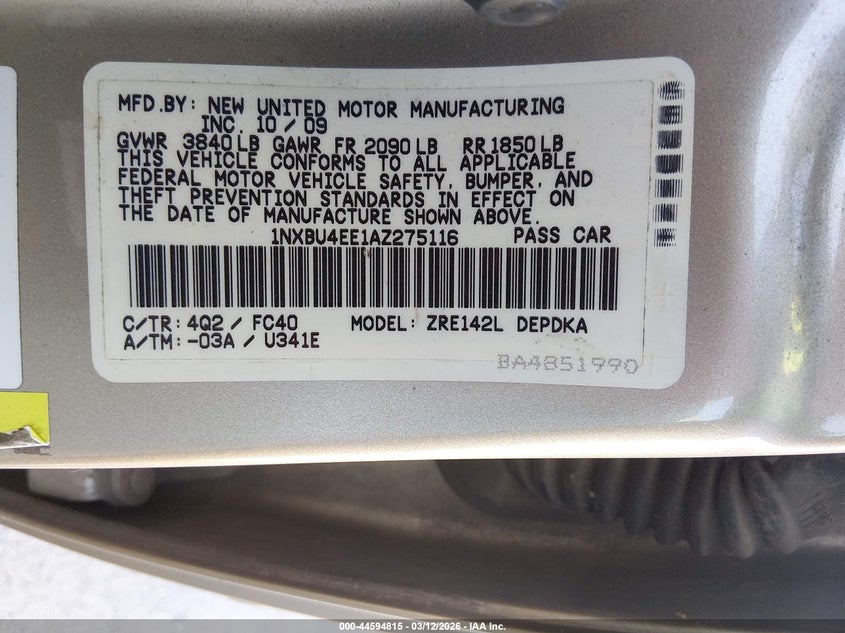 MFD.BY: NEW UNITED MOTOR MANUFACTURING
INC. 10 / 09
GVWR 3840 LB GAWR FR 2090 LB RR 1850 LB
THIS VEHICLE CONFORMS TO ALL APPLICABLE
FEDERAL MOTOR VEHICLE SAFETY, BUMPER, AND
THEFT PREVENTION STANDARDS IN EFFECT ON
THE DATE OF MANUFACTURE SHOWN ABOVE.
1NXBU4EE1AZ275116 PASS CAR
C/TR: 4Q2 / FC40 MODEL: ZRE142L DEPDKA
A/TM: -03A / U341E
BA4851990
000-44594815 - 03/12/2026 - IAA Inc.